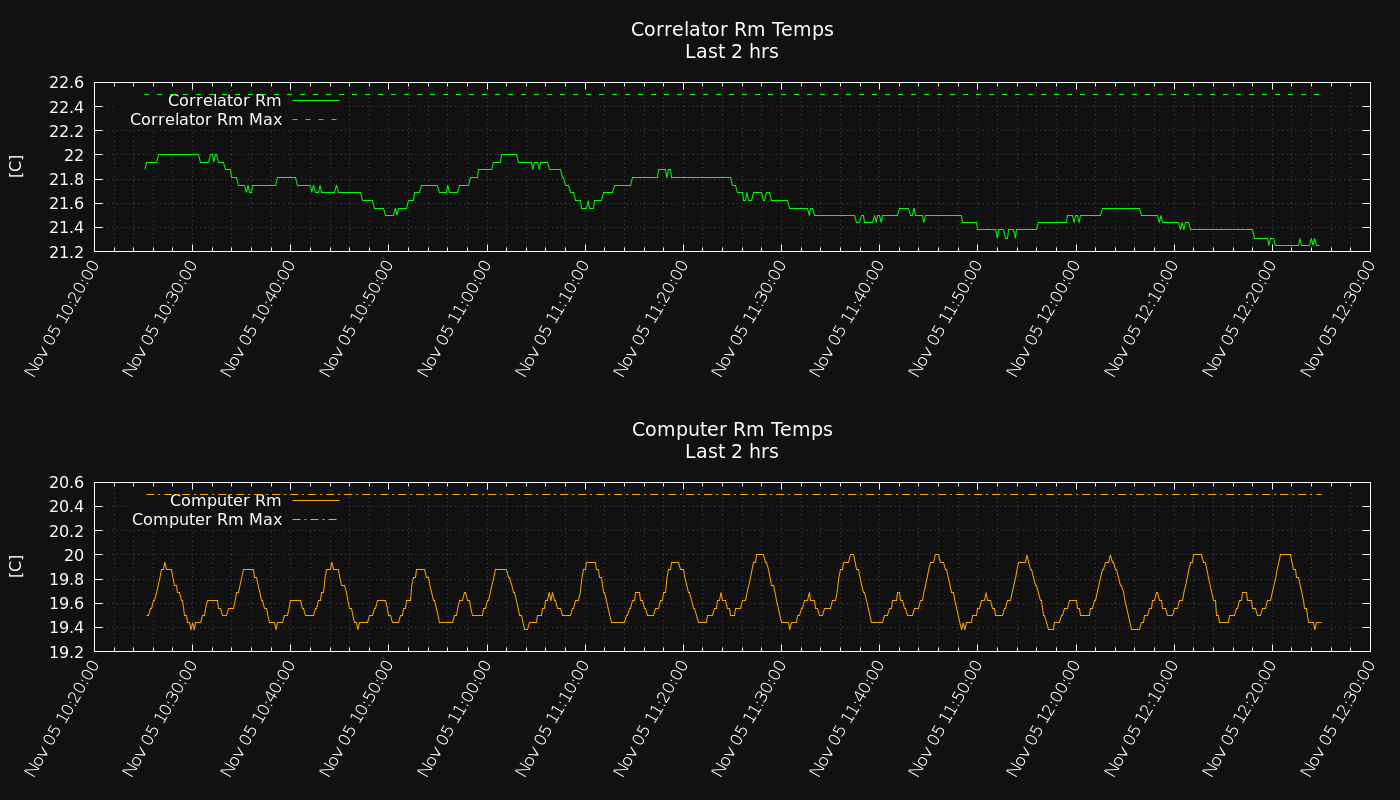 Correlator Rm Temps
Last 2 hrs
22.6
22.4
22.2
22
21.8
21.6
21.4
21.2
[C]
Correlator Rm
Correlator Rm Max
Nov 05 10:20:00
Nov 05 10:30:00
Nov 05 10:40:00
Nov 05 10:50:00
Nov 05 11:00:00
Nov 05 11:10:00
Nov 05 11:20:00
Nov 05 11:30:00
Nov 05 11:40:00
Nov 05 11:50:00
Nov 05 12:00:00
Nov 05 12:10:00
Nov 05 12:20:00
Nov 05 12:30:00
Computer Rm Temps
Last 2 hrs
20.6
20.4
20.2
20
19.8
19.6
19.4
19.2
[C]
Computer Rm
Computer Rm Max
Nov 05 10:20:00
Nov 05 10:30:00
Nov 05 10:40:00
Nov 05 10:50:00
Nov 05 11:00:00
Nov 05 11:10:00
Nov 05 11:20:00
Nov 05 11:30:00
Nov 05 11:40:00
Nov 05 11:50:00
Nov 05 12:00:00
Nov 05 12:10:00
Nov 05 12:20:00
Nov 05 12:30:00